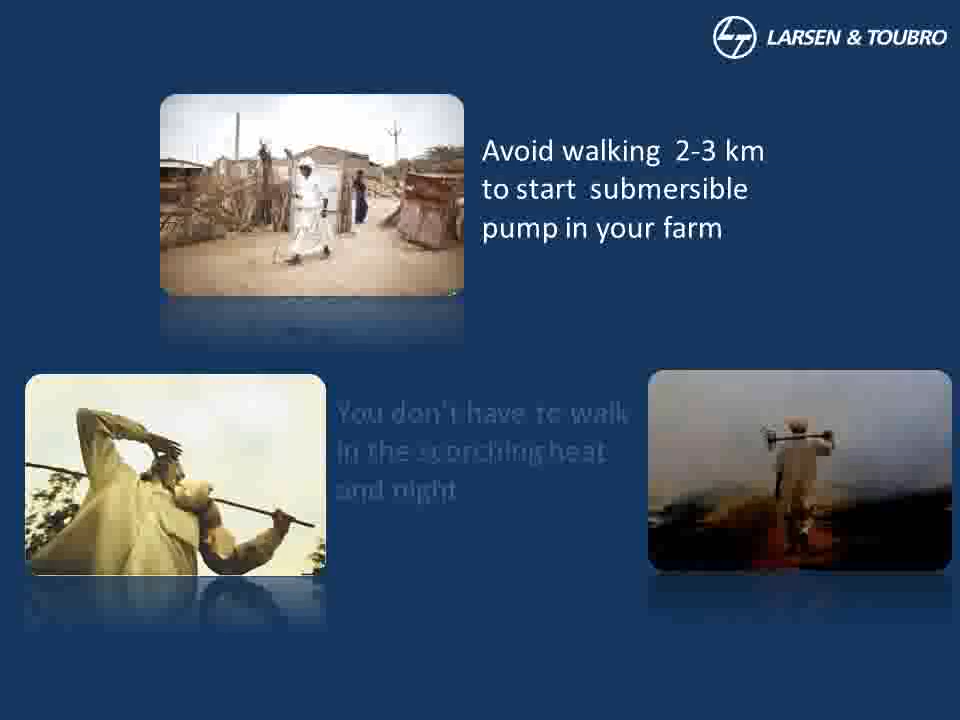 LARSEN & TOUBRO
Avoid walking 2-3 km
to start submersible
pump in your farm
You don't have to walk
in the scorching heat
and night